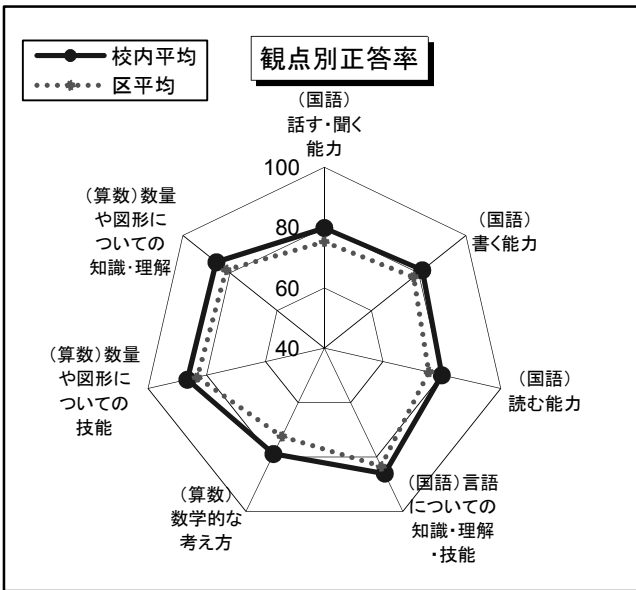 校内平均
区平均
観点別正答率
（国語）
話す・聞く
能力
100
80
60
40
（国語）
書く能力
（国語）
読む能力
（国語）言語
についての
知識・理解
・技能
（算数）
数学的な
考え方
（算数）数量
や図形に
ついての
技能
（算数）数量
や図形に
ついての
知識・理解